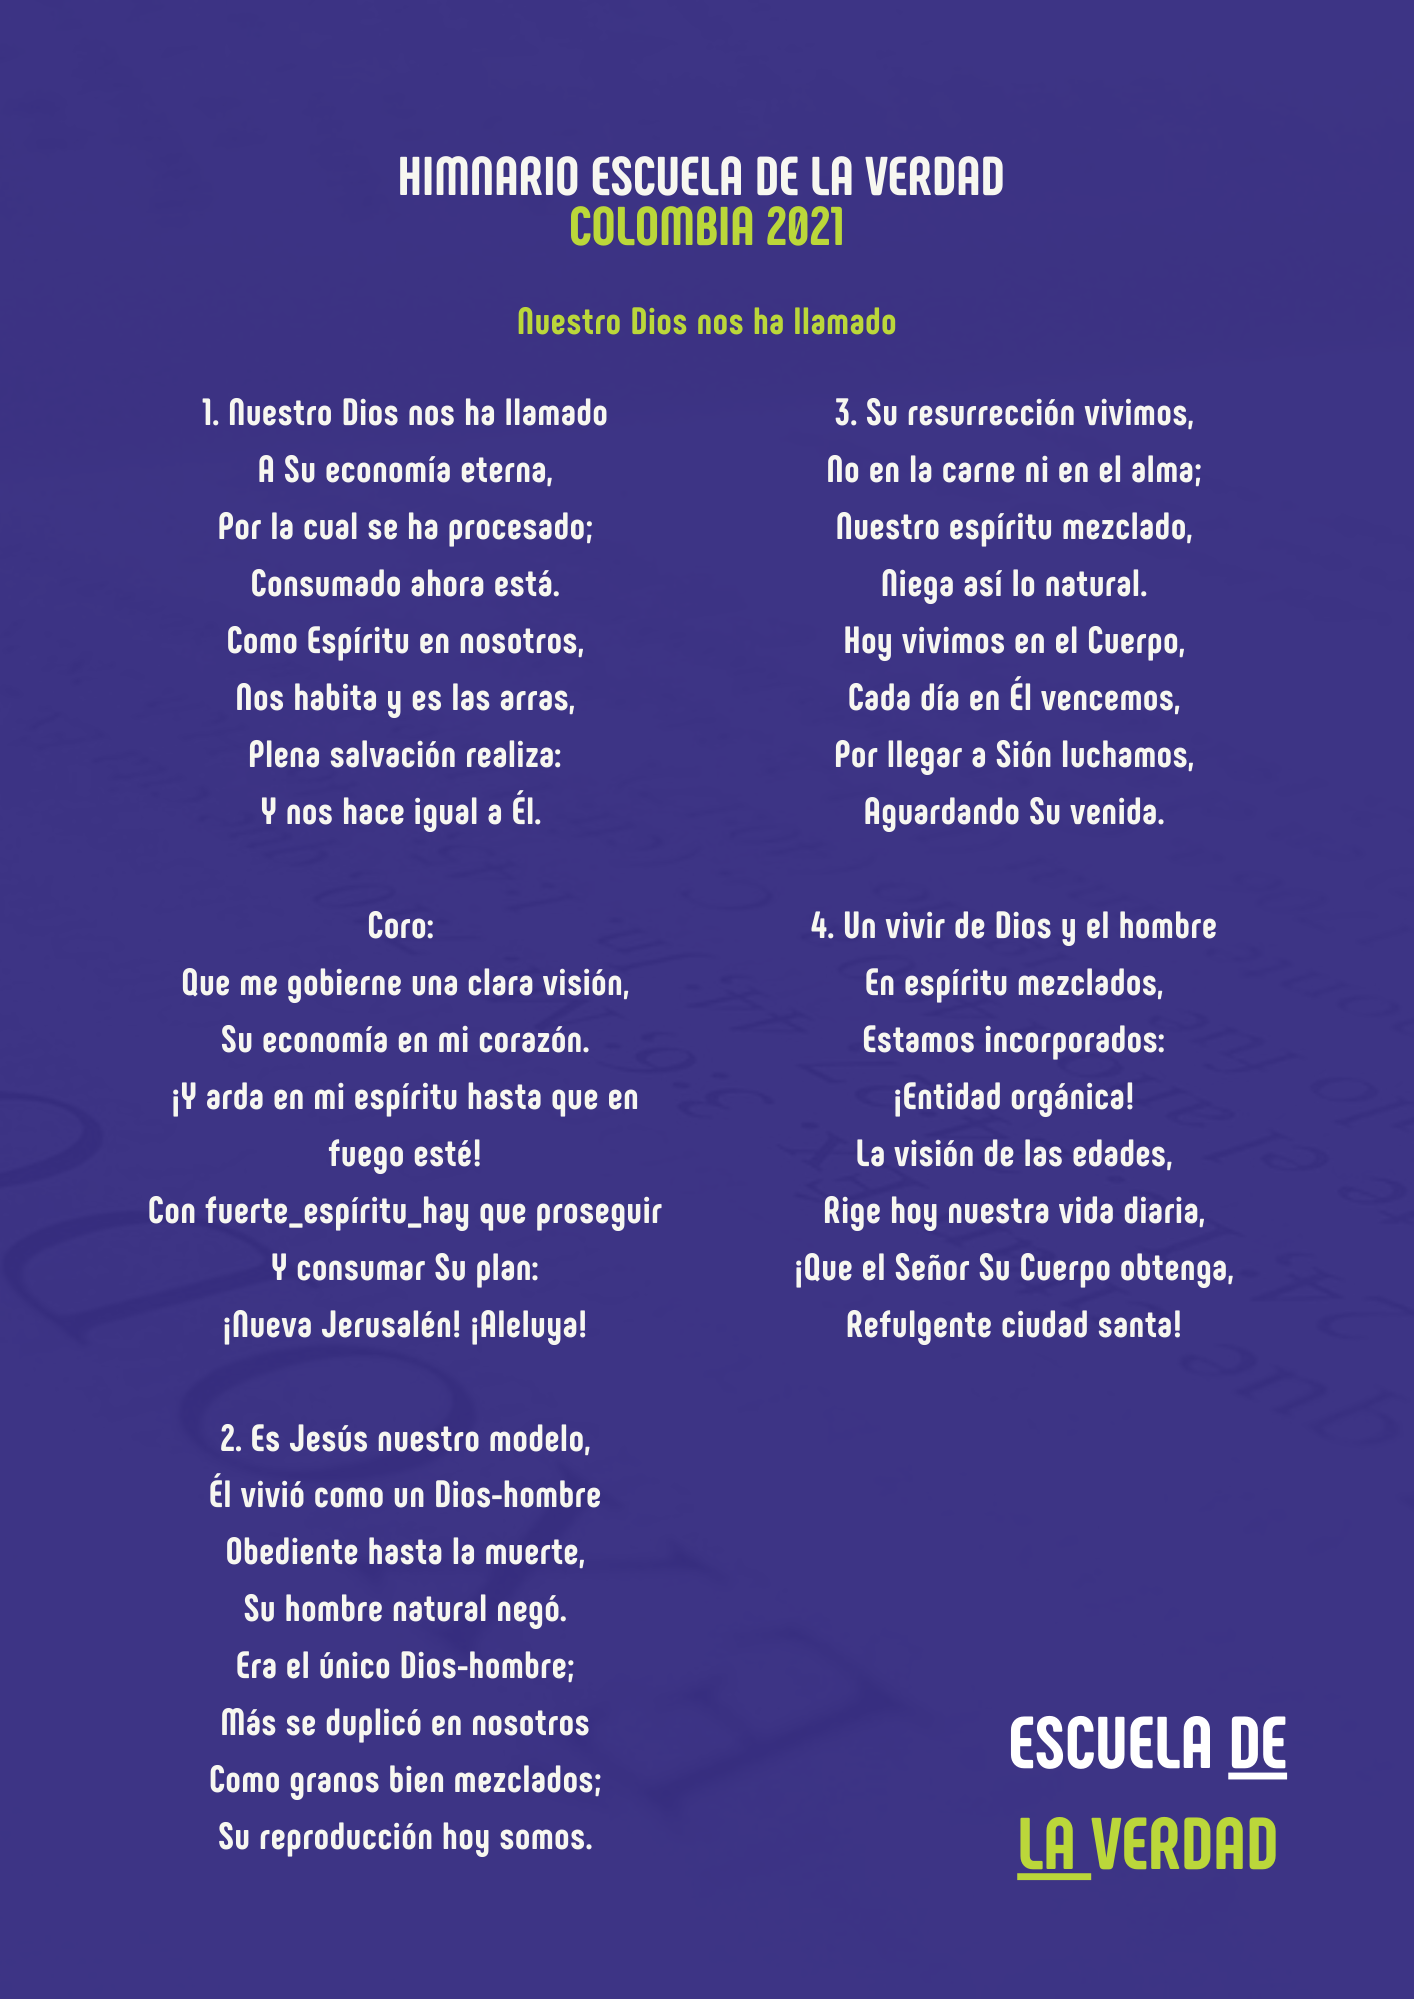 HIMNARIO ESCUELA DE LA VERDAD
COLOMBIA 2021
Nuestro Dios nos ha llamado
1. Nuestro Dios nos ha llamado
A Su economía eterna,
Por la cual se ha procesado;
Consumado ahora está.
Como Espíritu en nosotros,
Nos habita y es las arras,
Plena salvación realiza:
Y nos hace igual a Él.
Coro:
Que me gobierne una clara visión,
Su economía en mi corazón.
¡Y arda en mi espíritu hasta que en
fuego esté!
Con fuerte_espíritu_hay que proseguir
Y consumar Su plan:
¡Nueva Jerusalén! ¡Aleluya!
2. Es Jesús nuestro modelo,
Él vivió como un Dios-hombre
Obediente hasta la muerte,
Su hombre natural negó.
Era el único Dios-hombre;
Más se duplicó en nosotros
Como granos bien mezclados;
Su reproducción hoy somos.
3. Su resurrección vivimos,
No en la carne ni en el alma;
Nuestro espíritu mezclado,
Niega así lo natural.
Hoy vivimos en el Cuerpo,
Cada día en Él vencemos,
Por llegar a Sión luchamos,
Aguardando Su venida.
4. Un vivir de Dios y el hombre
En espíritu mezclados,
Estamos incorporados:
¡Entidad orgánica!
La visión de las edades,
Rige hoy nuestra vida diaria,
¡Que el Señor Su Cuerpo obtenga,
Refulgente ciudad santa!
ESCUELA DE
LA VERDAD